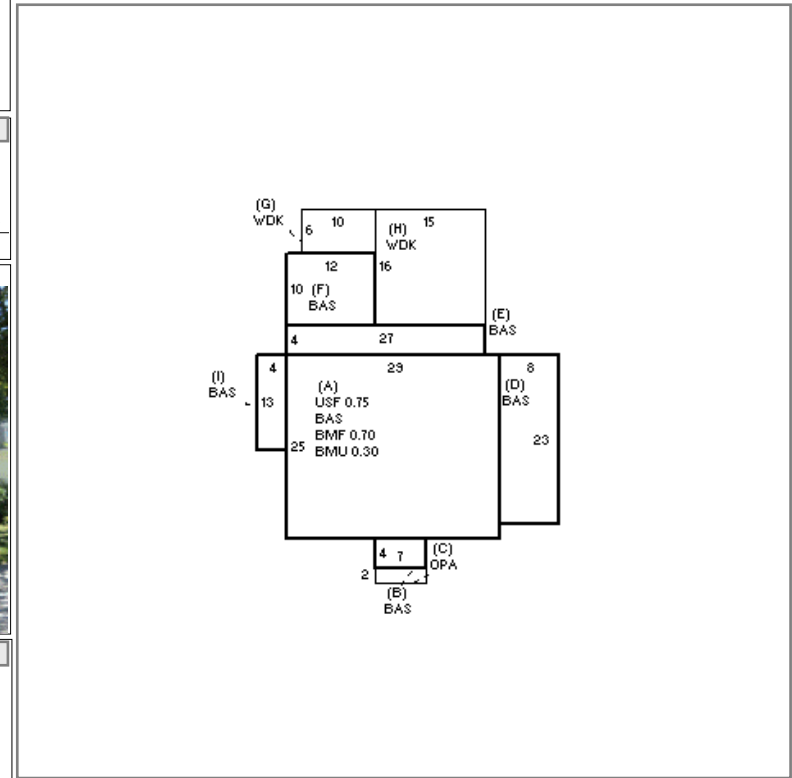 (G)
WDK
6
10
(H)
WDK
15
12
16
10 (F)
BAS
(E)
BAS
4
27
(I)
BAS
4
13
29
8
(D)
BAS
23
(A)
USF 0.75
BAS
BMF 0.70
BMU 0.30
25
4
7
(C)
OPA
2
(B)
BAS